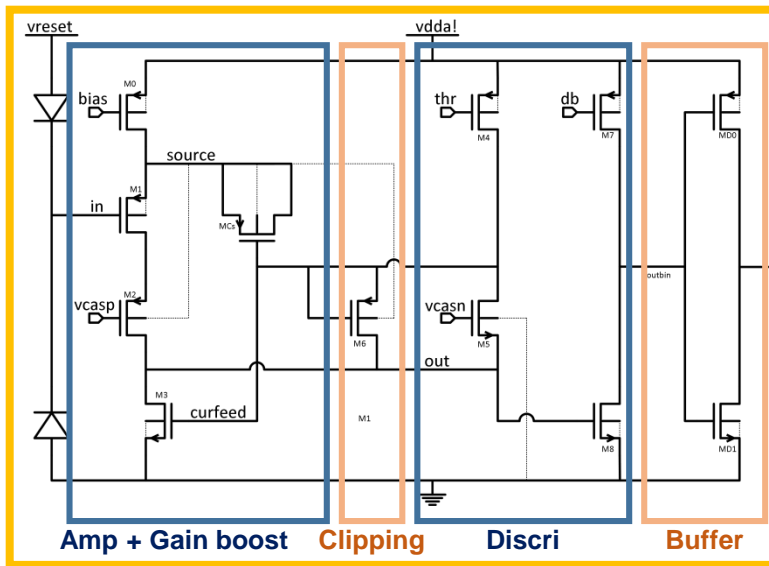 vreset
vdda!
M0
bias
thr
db
M4
M7
MD0
source
M1
in
MCs
outbin
M2
vcasp
vcasn
M6
M5
out
M3
curfeed
M1
M8
MD1
Amp + Gain boost
Clipping
Discri
Buffer